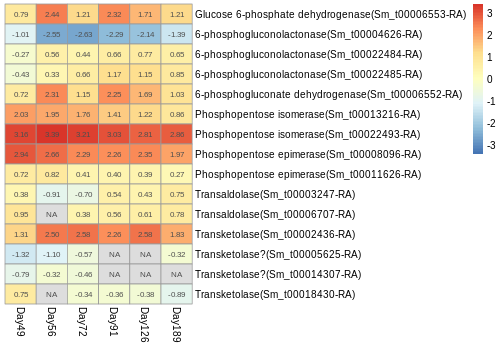 0.79 2.44 1.21 2.32 1.71 1.21 Glucose 6-phosphate dehydrogenase(Sm_t00006553-RA)
-1.01 -2.55 -2.63 -2.29 -2.14 -1.39 6-phosphogluconolactonase(Sm_t00004626-RA)
-0.27 0.56 0.44 0.66 0.77 0.65 6-phosphogluconolactonase(Sm_t00022484-RA)
-0.43 0.33 0.66 1.17 1.15 0.85 6-phosphogluconolactonase(Sm_t00022485-RA)
0.72 2.31 1.15 2.25 1.69 1.03 6-phosphogluconate dehydrogenase(Sm_t00006552-RA)
2.03 1.95 1.76 1.41 1.22 0.86 Phosphopentose isomerase(Sm_t00013216-RA)
3.16 3.21 3.03 2.81 2.86 Phosphopentose isomerase(Sm_t00022493-RA)
2.94 2.66 2.29 2.26 2.35 1.97 Phosphopentose epimerase(Sm_t00008096-RA)
0.72 0.82 0.41 0.40 0.39 0.27 Phosphopentose epimerase(Sm_t00011626-RA)
0.38 -0.91 -0.70 0.54 0.43 0.75 Transaldolase(Sm_t00003247-RA)
0.95 NA 0.38 0.56 0.61 0.78 Transaldolase(Sm_t00006707-RA)
1.31 2.50 2.58 2.26 2.58 1.83 Transketolase(Sm_t00002436-RA)
-1.32 -1.10 -0.57 NA NA -0.32 Transketolase?(Sm_t00005625-RA)
-0.79 -0.32 -0.46 NA NA NA Transketolase?(Sm_t00014307-RA)
0.75 NA -0.34 -0.36 -0.38 -0.89 Transketolase(Sm_t00018430-RA)
Day49 Day56 Day72 Day91 Day126 Day189
3
2
1
0
-1
-2
-3